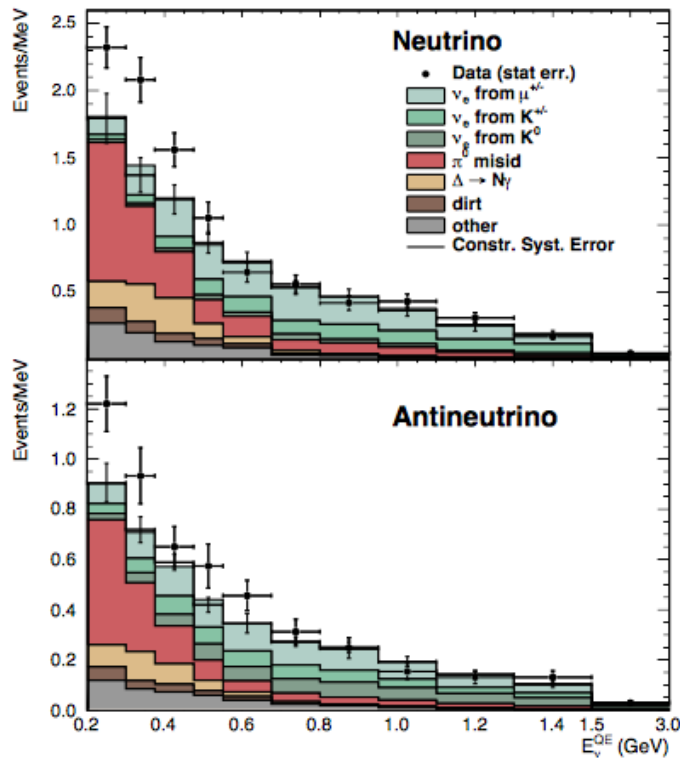 Events/MeV
2.5
2.0
1.5
1.0
0.5
Neutrino
Data (stat err.)
νe from μ+/-
νe from K+/-
νe from K0
π0 misid
Δ → Nγ
dirt
other
Constr. Syst. Error
Events/MeV
1.2
1.0
0.8
0.6
0.4
0.2
0.0
Antineutrino
0.2 0.4 0.6 0.8 1.0 1.2 1.4 1.5 3.0
EνQE (GeV)